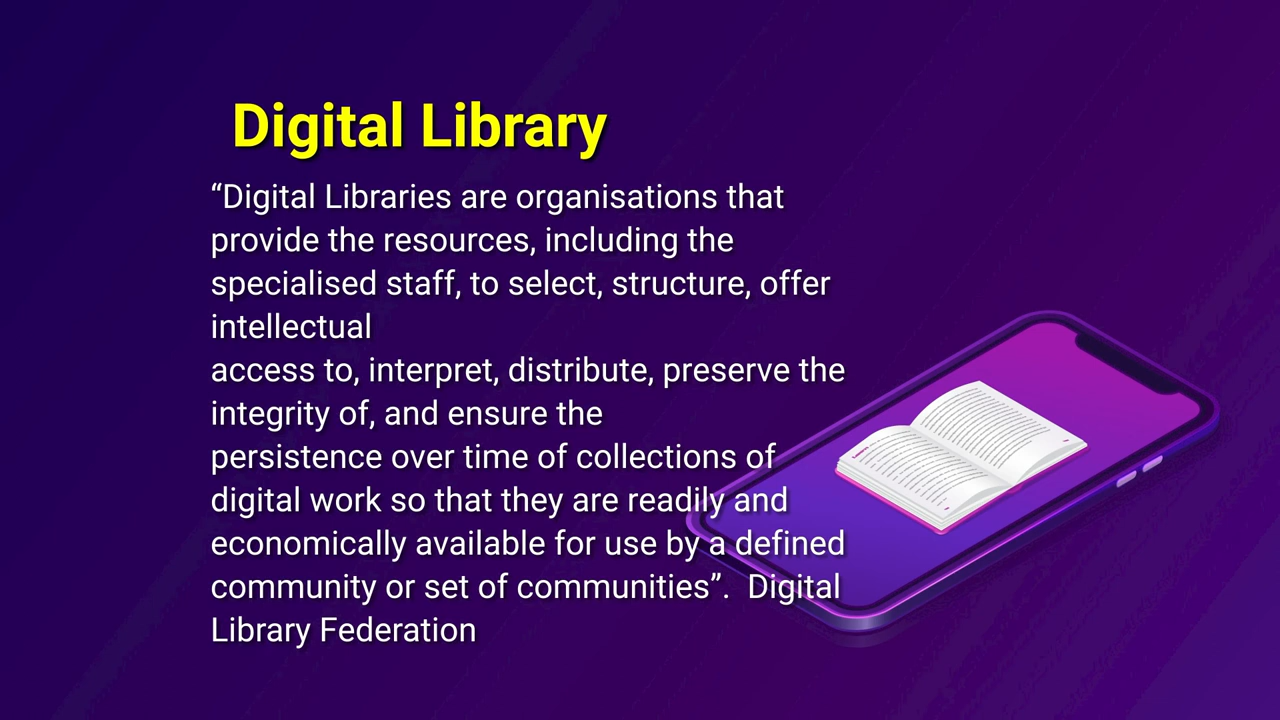 Digital Library
“Digital Libraries are organisations that
provide the resources, including the
specialised staff, to select, structure, offer
intellectual
access to, interpret, distribute, preserve the
integrity of, and ensure the
persistence over time of collections of
digital work so that they are readily and
economically available for use by a defined
community or set of communities”.  Digital
Library Federation